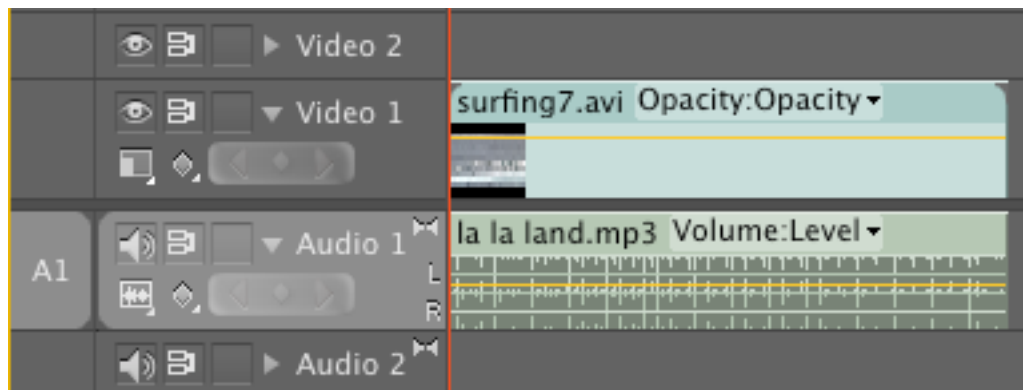 Video 2
Video 1
surfing7.avi Opacity:Opacity
A1
Audio 1
L
R
la la land.mp3 Volume:Level
Audio 2